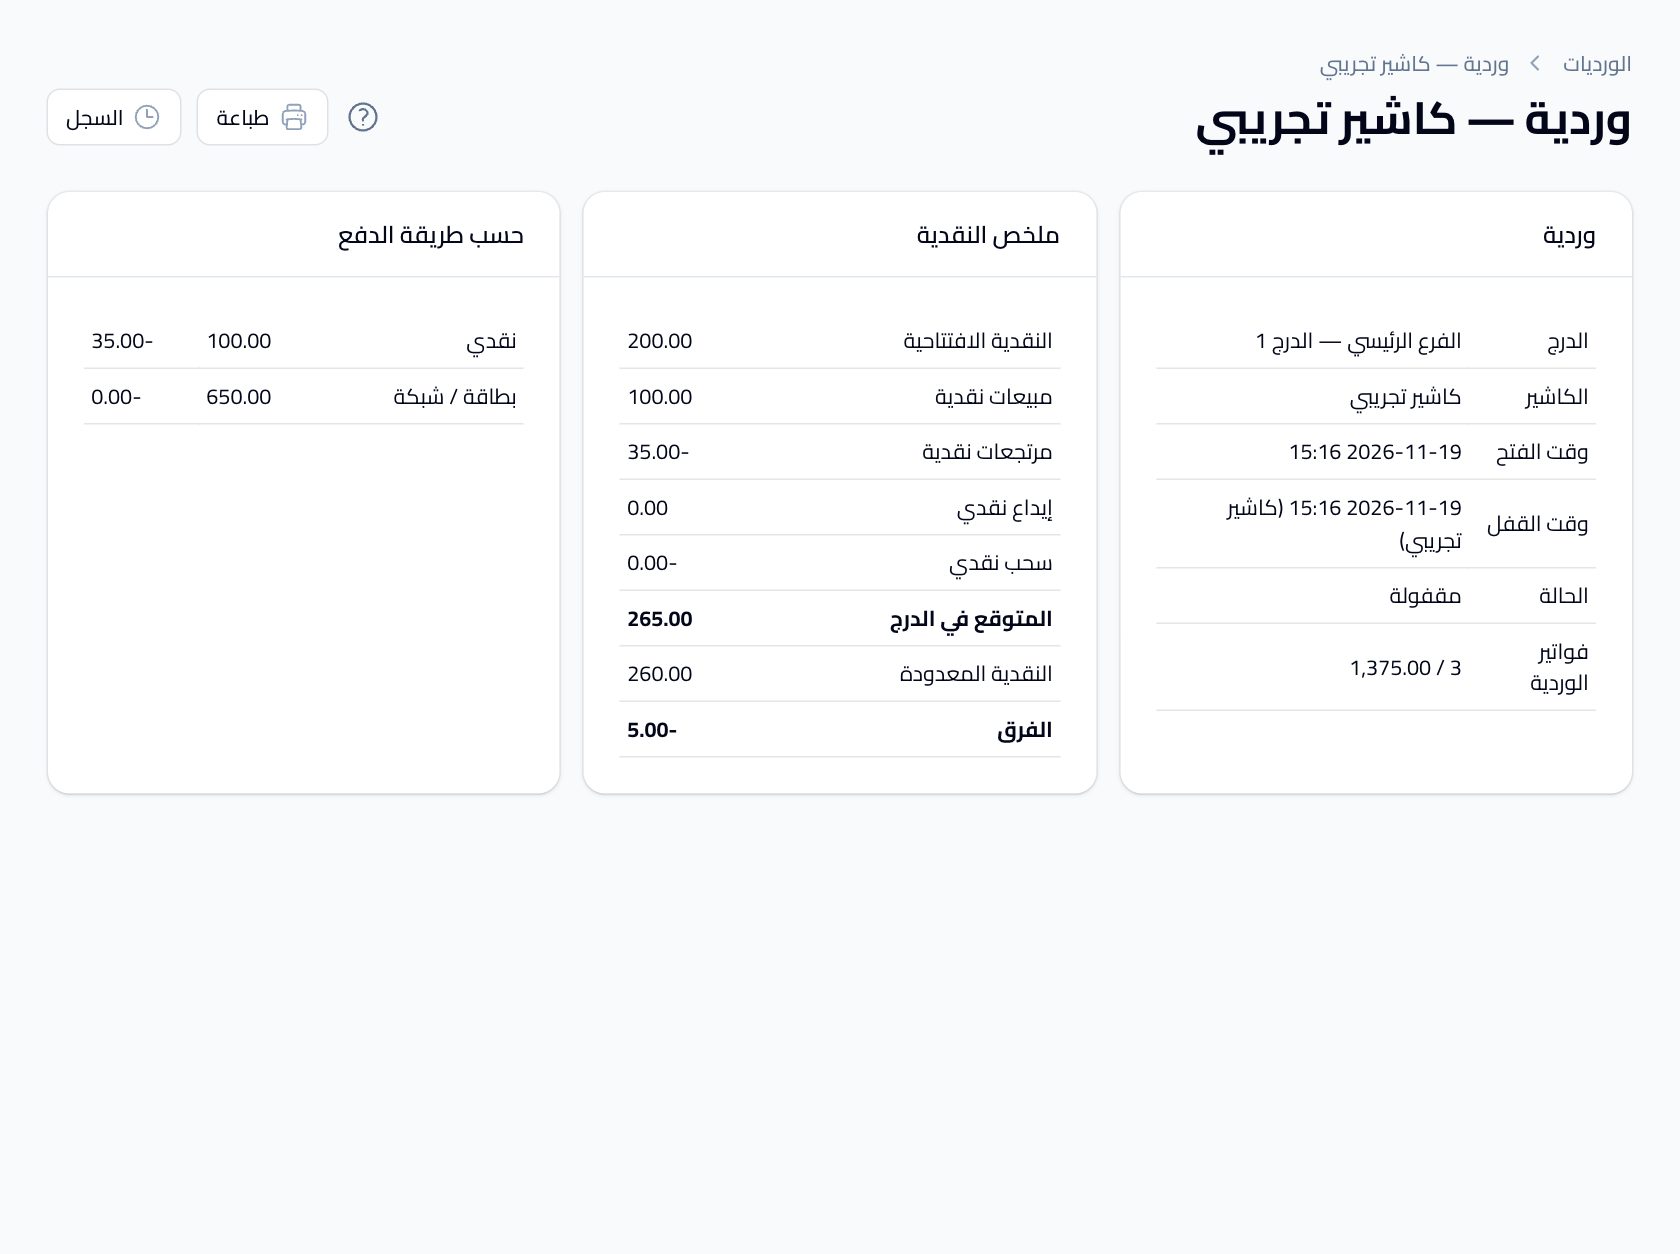 الورديات > وردية — كاشير تجريبي
وردية — كاشير تجريبي
طباعة
السجل
وردية
الدرج الفرع الرئيسي — الدرج 1
الكاشير كاشير تجريبي
وقت الفتح 2026-11-19 15:16
وقت القفل 2026-11-19 15:16 (كاشير
تجريبي)
الحالة مقفولة
فواتير
الوردية 3 / 1,375.00
ملخص النقدية
النقدية الافتتاحية 200.00
مبيعات نقدية 100.00
مرتجعات نقدية -35.00
إيداع نقدي 0.00
سحب نقدي -0.00
المتوقع في الدرج 265.00
النقدية المعدودة 260.00
الفرق -5.00
حسب طريقة الدفع
نقدي 100.00 -35.00
بطاقة / شبكة 650.00 -0.00